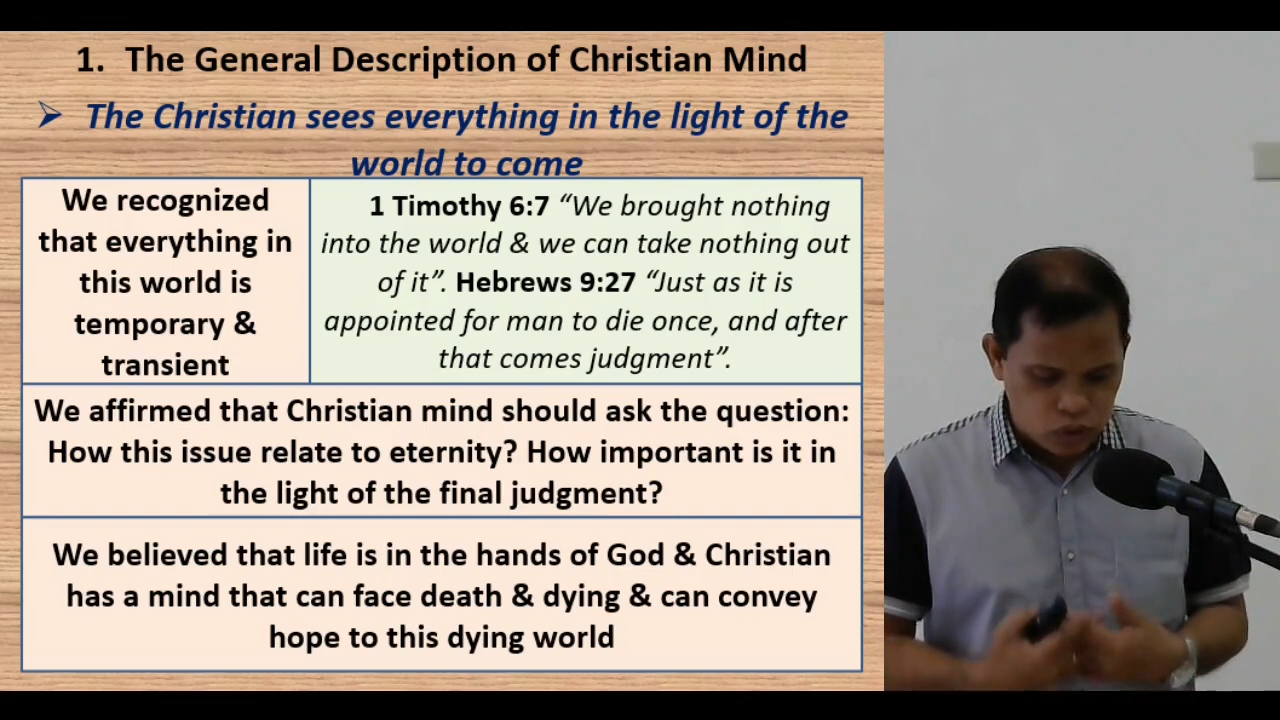 1. The General Description of Christian Mind
➢ The Christian sees everything in the light of the
world to come
We recognized
that everything in
this world is
temporary &
transient
1 Timothy 6:7 “We brought nothing
into the world & we can take nothing out
of it”. Hebrews 9:27 “Just as it is
appointed for man to die once, and after
that comes judgment”.
We affirmed that Christian mind should ask the question:
How this issue relate to eternity? How important is it in
the light of the final judgment?
We believed that life is in the hands of God & Christian
has a mind that can face death & dying & can convey
hope to this dying world